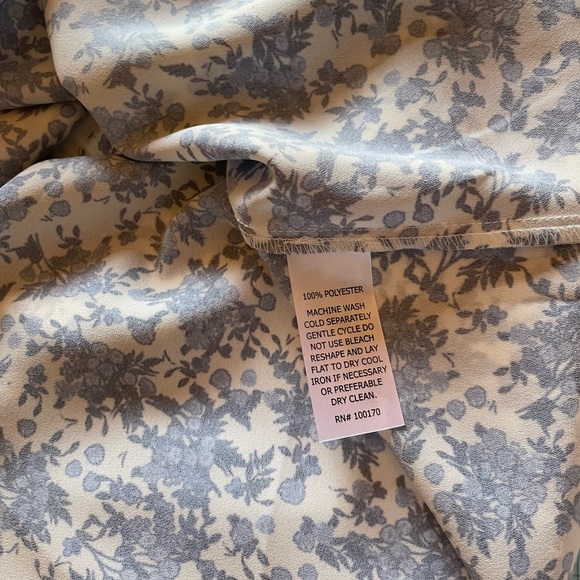 100% POLYESTER
MACHINE WASH
COLD SEPARATELY
GENTLE CYCLE DO
NOT USE BLEACH
RESHAPE AND LAY
FLAT TO DRY COOL
IRON IF NECESSARY
OR PREFERABLE
DRY CLEAN.
RN# 100170